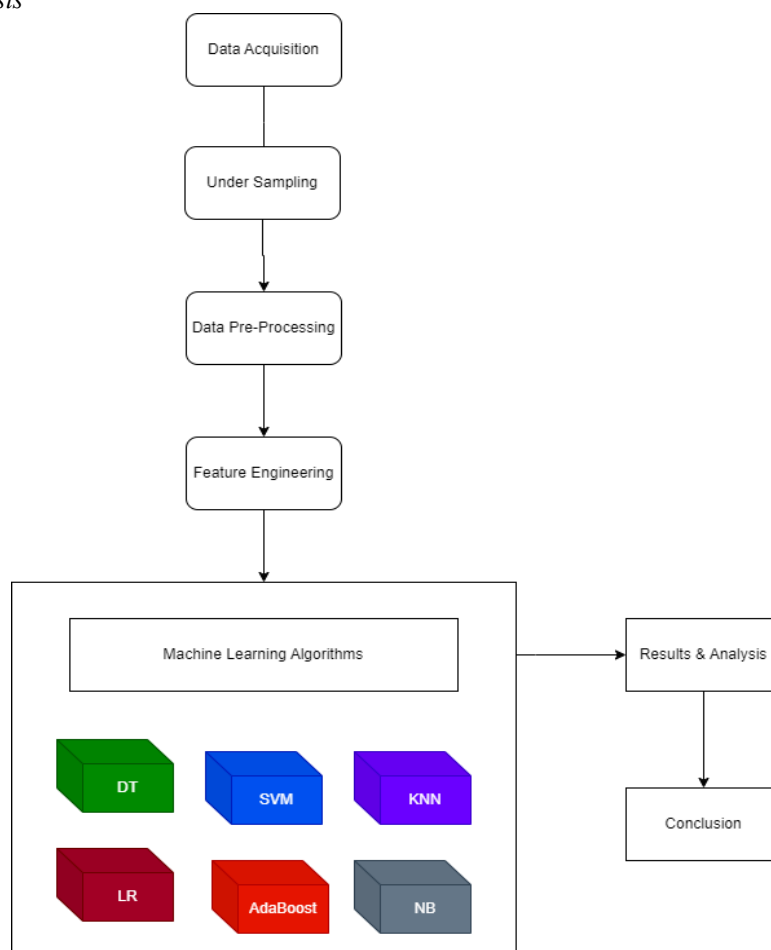 Data Acquisition
Under Sampling
Data Pre-Processing
Feature Engineering
Machine Learning Algorithms
Results & Analysis
DT
SVM
KNN
Conclusion
LR
AdaBoost
NB